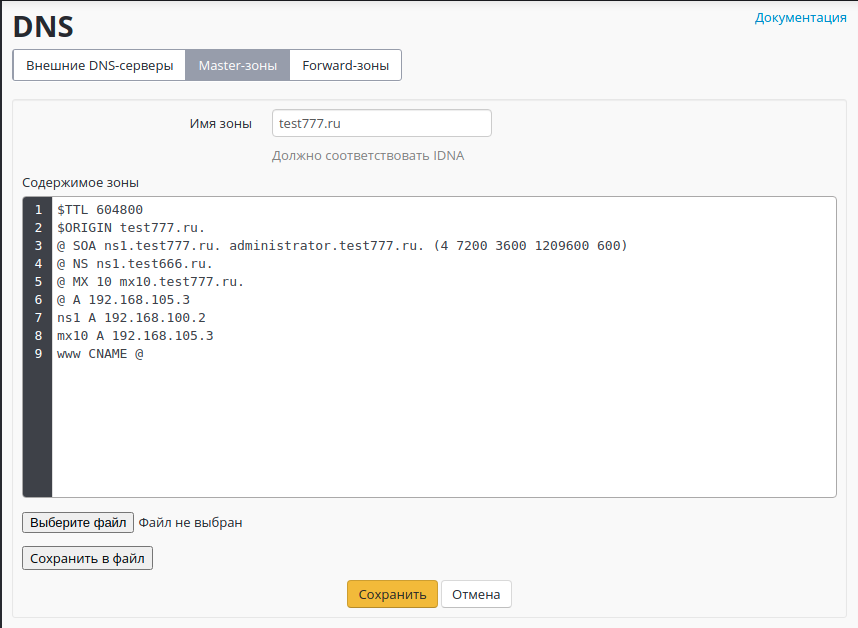 DNS
Документация
Внешние DNS-серверы
Master-зоны
Forward-зоны
Имя зоны
test777.ru
Должно соответствовать IDNA
Содержимое зоны
1 $TTL 604800
2 $ORIGIN test777.ru.
3 @ SOA ns1.test777.ru. administrator.test777.ru. (4 7200 3600 1209600 600)
4 @ NS ns1.test666.ru.
5 @ MX 10 mx10.test777.ru.
6 @ A 192.168.105.3
7 ns1 A 192.168.100.2
8 mx10 A 192.168.105.3
9 www CNAME @
Выберите файл Файл не выбран
Сохранить в файл
Сохранить
Отмена